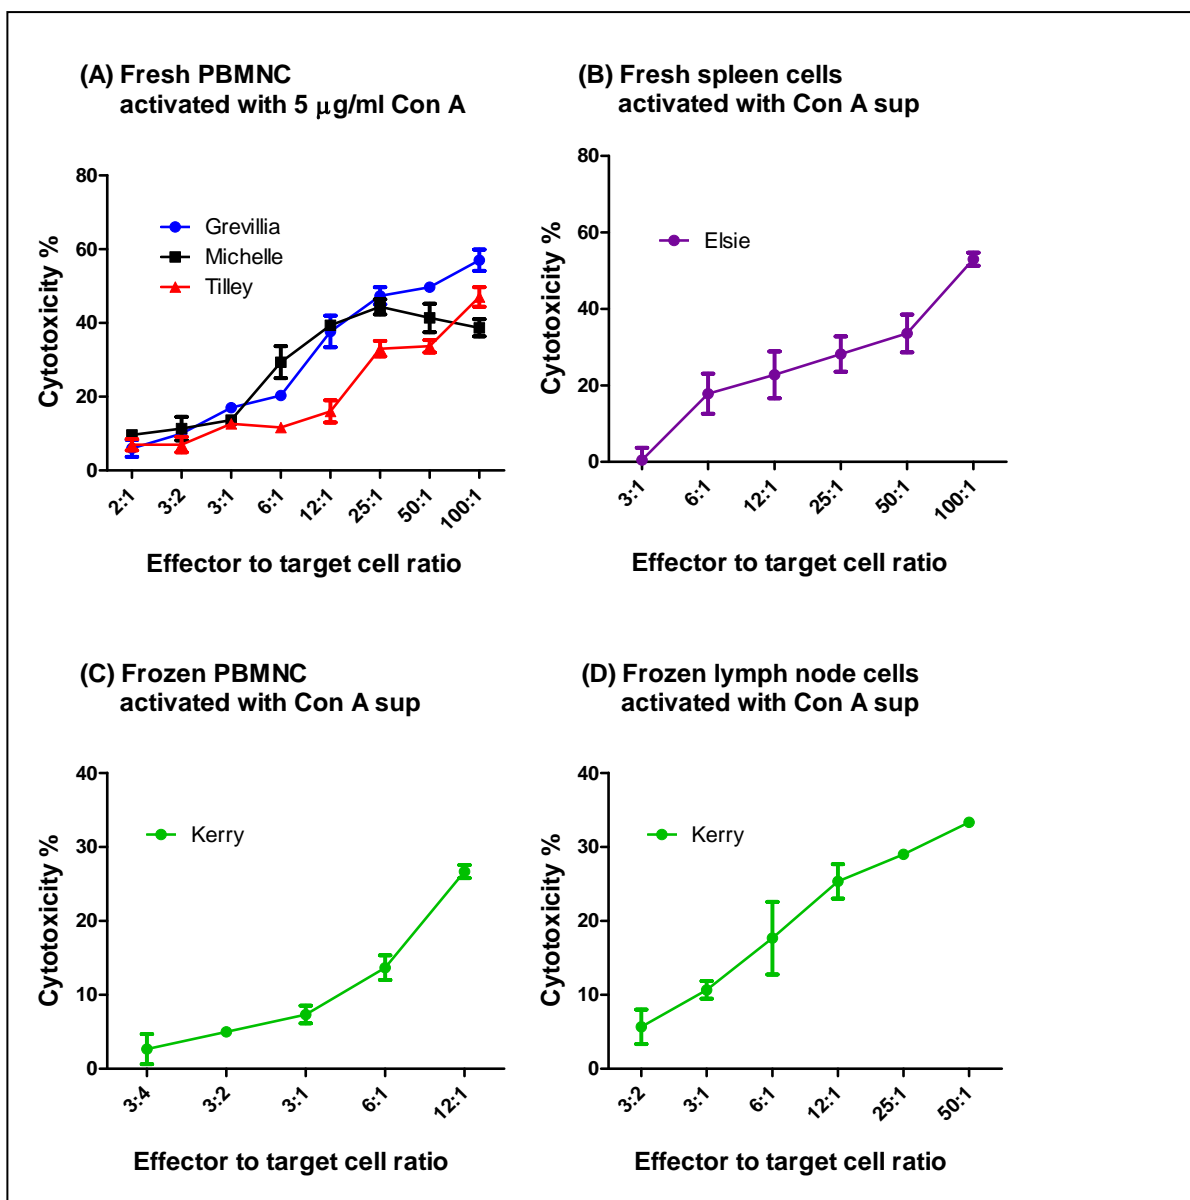 (A) Fresh PBMNC
activated with 5 μg/ml Con A
80
60
40
20
0
Cytotoxicity %
Grevillia
Michelle
Tilley
2:1
3:2
3:1
6:1
12:1
25:1
50:1
100:1
Effector to target cell ratio
(B) Fresh spleen cells
activated with Con A sup
80
60
40
20
0
Cytotoxicity %
Elsie
3:1
6:1
12:1
25:1
50:1
100:1
Effector to target cell ratio
(C) Frozen PBMNC
activated with Con A sup
40
30
20
10
0
Cytotoxicity %
Kerry
3:4
3:2
3:1
6:1
12:1
Effector to target cell ratio
(D) Frozen lymph node cells
activated with Con A sup
40
30
20
10
0
Cytotoxicity %
Kerry
3:2
3:1
6:1
12:1
25:1
50:1
Effector to target cell ratio